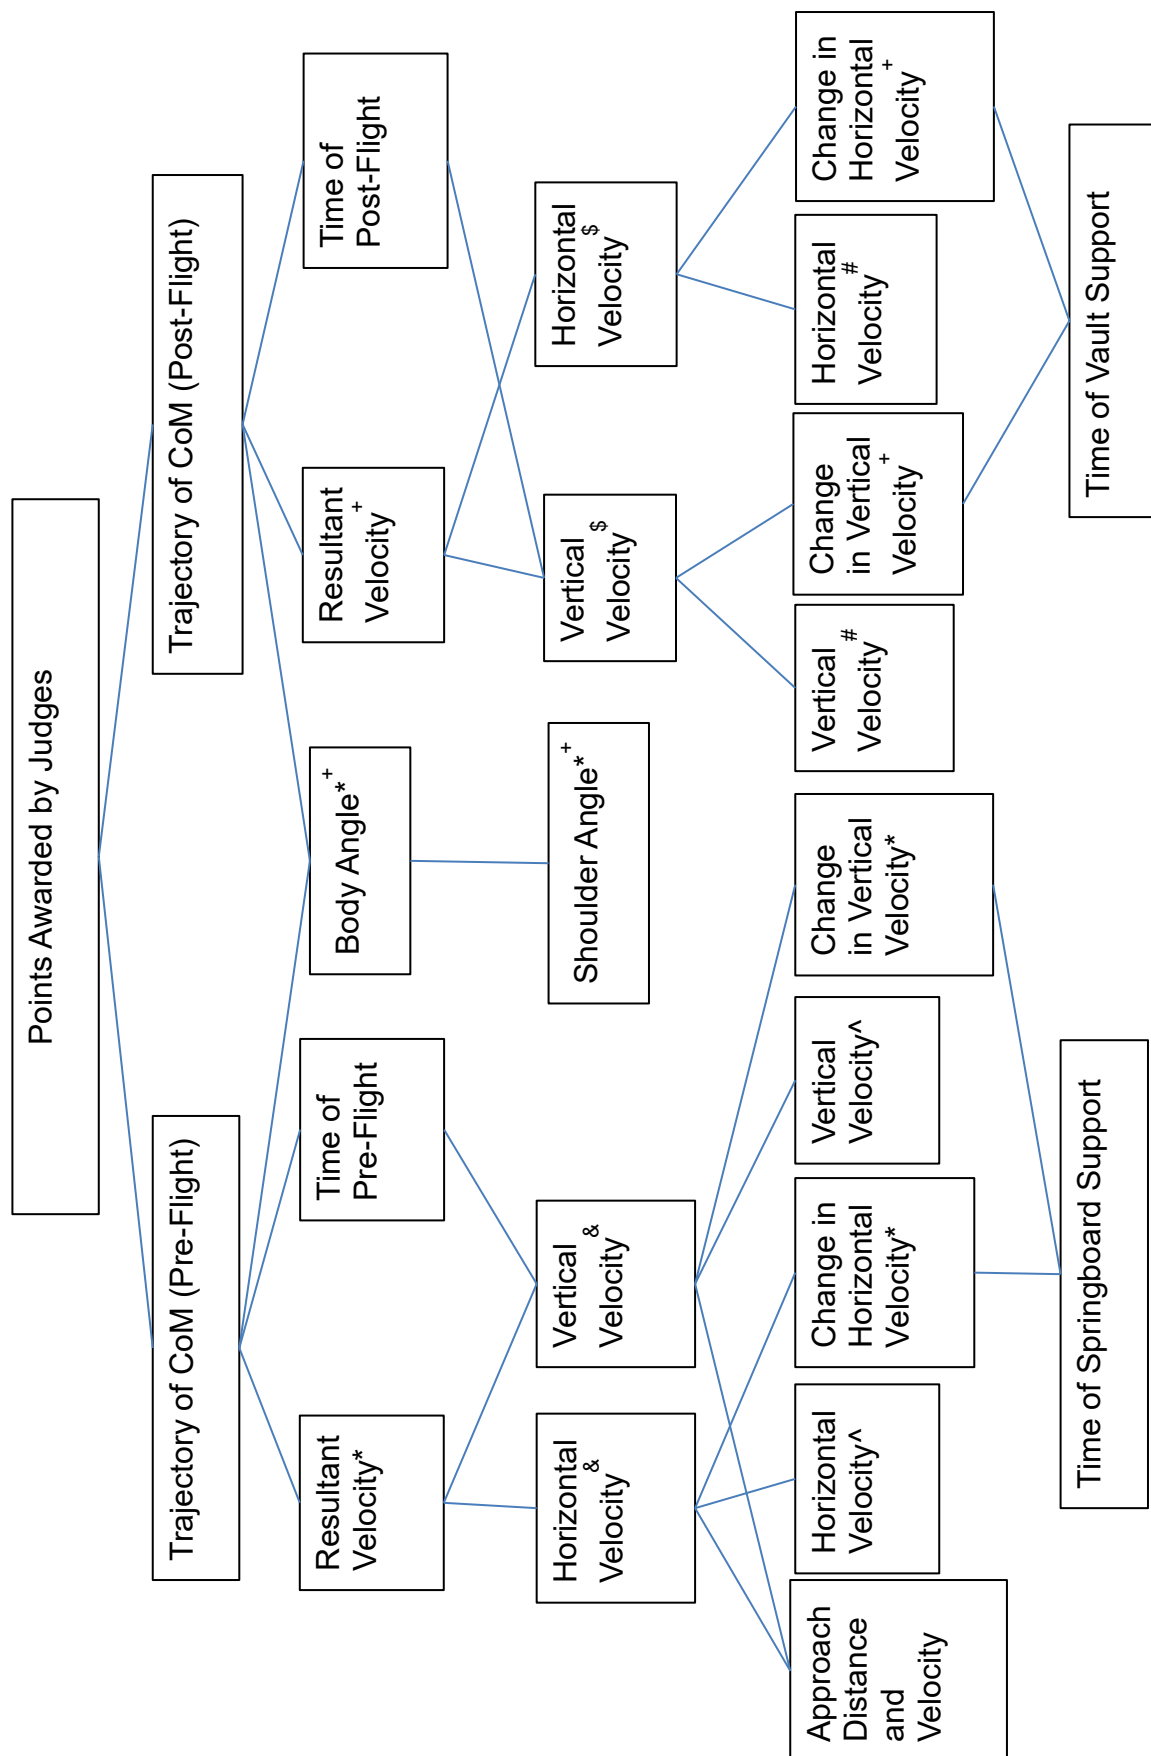 Points Awarded by Judges
Trajectory of CoM (Pre-Flight)
Trajectory of CoM (Post-Flight)
Resultant
Velocity*
Time of
Pre-Flight
Body Angle*+
Resultant
Velocity+
Time of
Post-Flight
Horizontal
Velocity&
Vertical
Velocity&
Shoulder Angle*+
Vertical
Velocity$
Horizontal
Velocity$
Approach
Distance
and
Velocity
Horizontal
Velocity^
Change in
Horizontal
Velocity*
Vertical
Velocity^
Change
in Vertical
Velocity*
Vertical
Velocity#
Change
in Vertical
Velocity+
Horizontal
Velocity#
Change in
Horizontal
Velocity+
Time of Springboard Support
Time of Vault Support